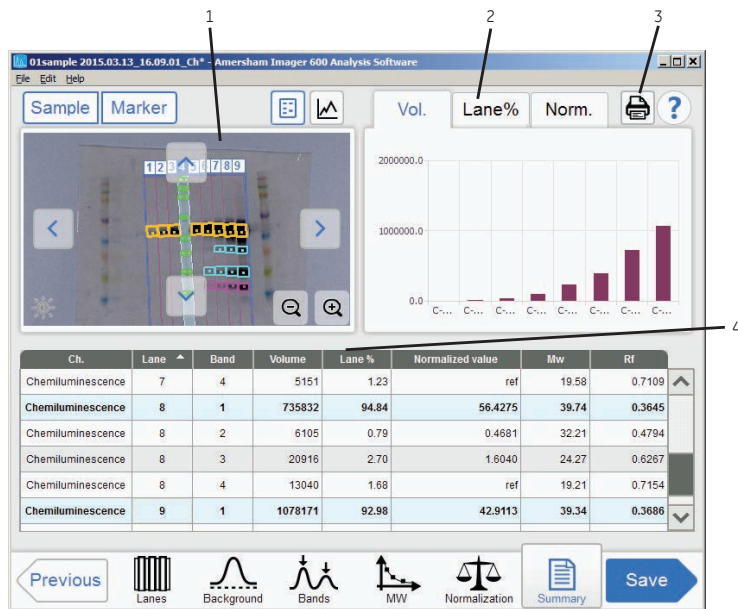 1 2 3
01sample 2015.03.13_16.09.01_Ch* - Amersham Imager 600 Analysis Software
File Edit Help
Sample Marker Vol. Lane% Norm. ?
1 2 3 4 5 6 7 8 9
2000000.0
1000000.0
0.0
C-... C-... C-... C-... C-... C-... C-... C-...
4
Ch. Lane Band Volume Lane % Normalized value Mw Rf
Chemiluminescence 7 4 5151 1.23 ref 19.58 0.7109
Chemiluminescence 8 1 735832 94.84 56.4275 39.74 0.3645
Chemiluminescence 8 2 6105 0.79 0.4681 32.21 0.4794
Chemiluminescence 8 3 20916 2.70 1.6040 24.27 0.6267
Chemiluminescence 8 4 13040 1.68 ref 19.21 0.7154
Chemiluminescence 9 1 1078171 92.98 42.9113 39.34 0.3686
Previous Lanes Background Bands MW Normalization Summary Save